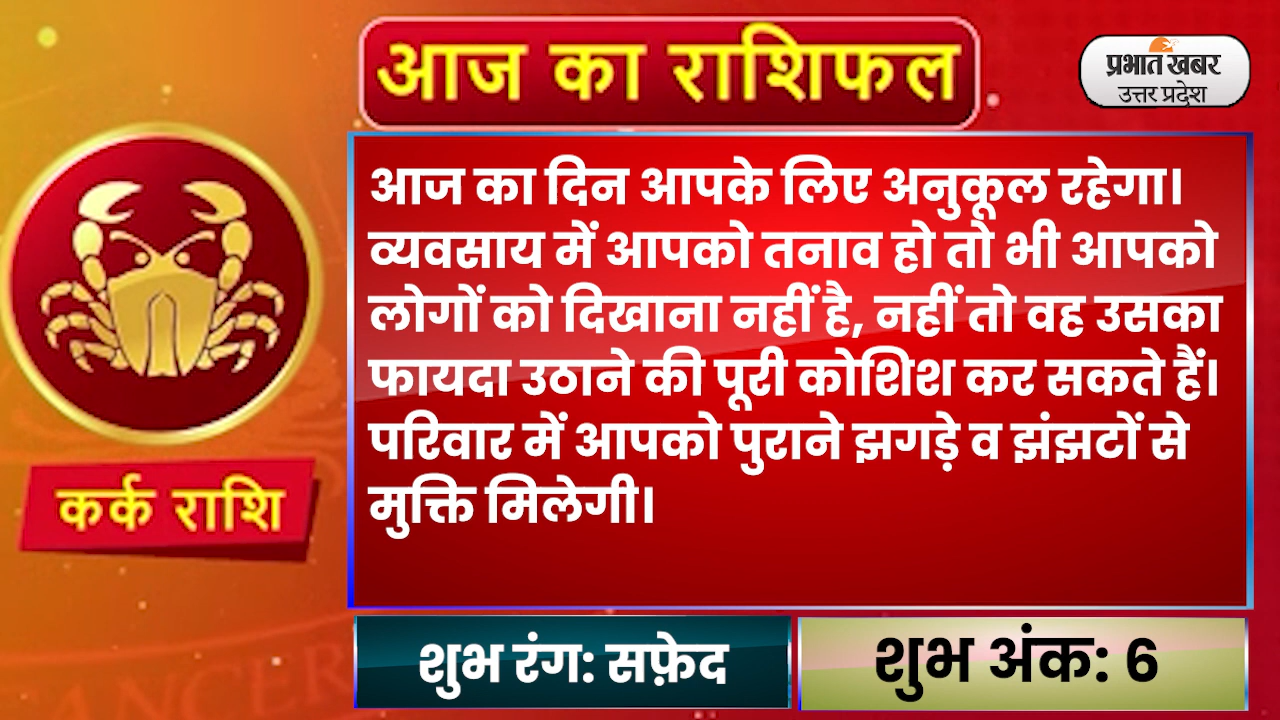 आज का राशिफल
प्रभात खबर
उत्तर प्रदेश
आज का दिन आपके लिए अनुकूल रहेगा।
व्यवसाय में आपको तनाव हो तो भी आपको
लोगों को दिखाना नहीं है, नहीं तो वह उसका
फायदा उठाने की पूरी कोशिश कर सकते हैं।
परिवार में आपको पुराने झगड़े व झंझटों से
मुक्ति मिलेगी।
कर्क राशि
CANCER
शुभ रंग: सफ़ेद
शुभ अंक: 6